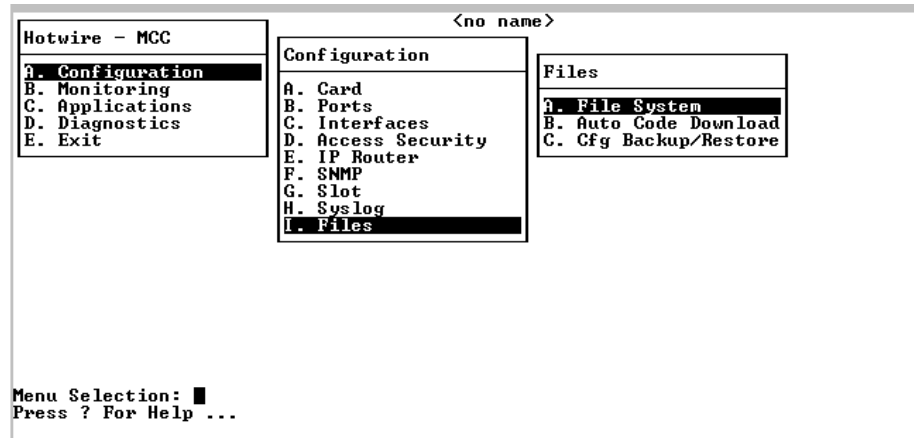 <no name>
Hotwire - MCC
A. Configuration
B. Monitoring
C. Applications
D. Diagnostics
E. Exit
Configuration
A. Card
B. Ports
C. Interfaces
D. Access Security
E. IP Router
F. SNMP
G. Slot
H. Syslog
I. Files
Files
A. File System
B. Auto Code Download
C. Cfg Backup/Restore
Menu Selection:
Press ? For Help ...